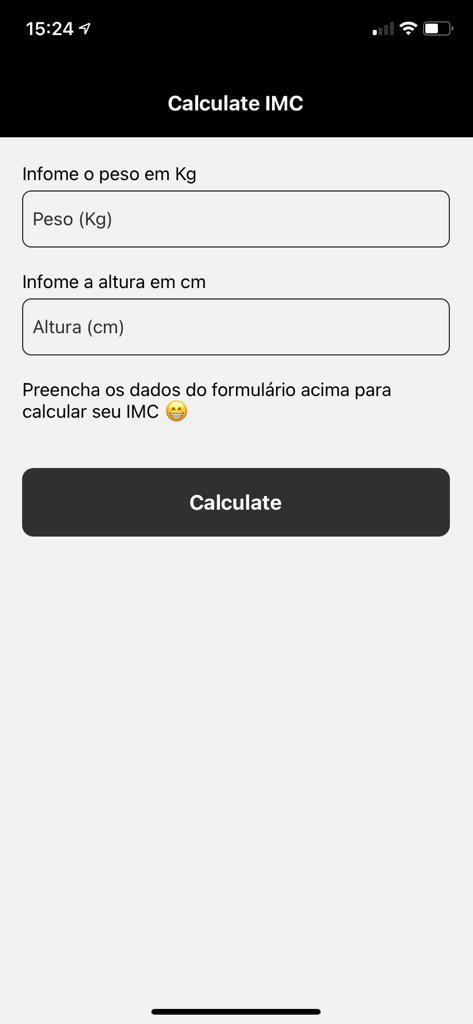 15:24
Calculate IMC
Infome o peso em Kg
Peso (Kg)
Infome a altura em cm
Altura (cm)
Preencha os dados do formulário acima para
calcular seu IMC 😁
Calculate